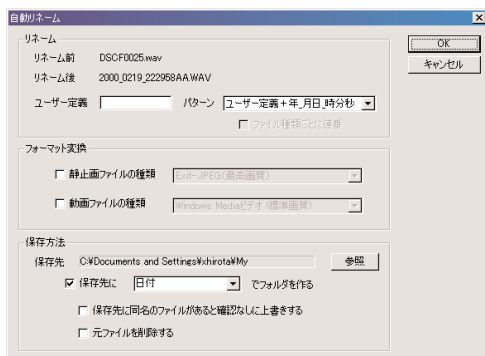 自動リネーム
リネーム
リネーム前 DSCF0025.wav
リネーム後 2000_0219_222958AA.WAV
ユーザー定義 パターン ユーザー定義+年_月日_時分秒
ファイル種類ごとに連番
フォーマット変換
静止画ファイルの種類 Exif-JPEG(最高画質)
動画ファイルの種類 Windows Mediaビデオ(標準画質)
保存方法
保存先 C:¥Documents and Settings¥xhirota¥My
参照
保存先に 日付 でフォルダを作る
保存先に同名のファイルがあると確認なしに上書きする
元ファイルを削除する
OK
キャンセル